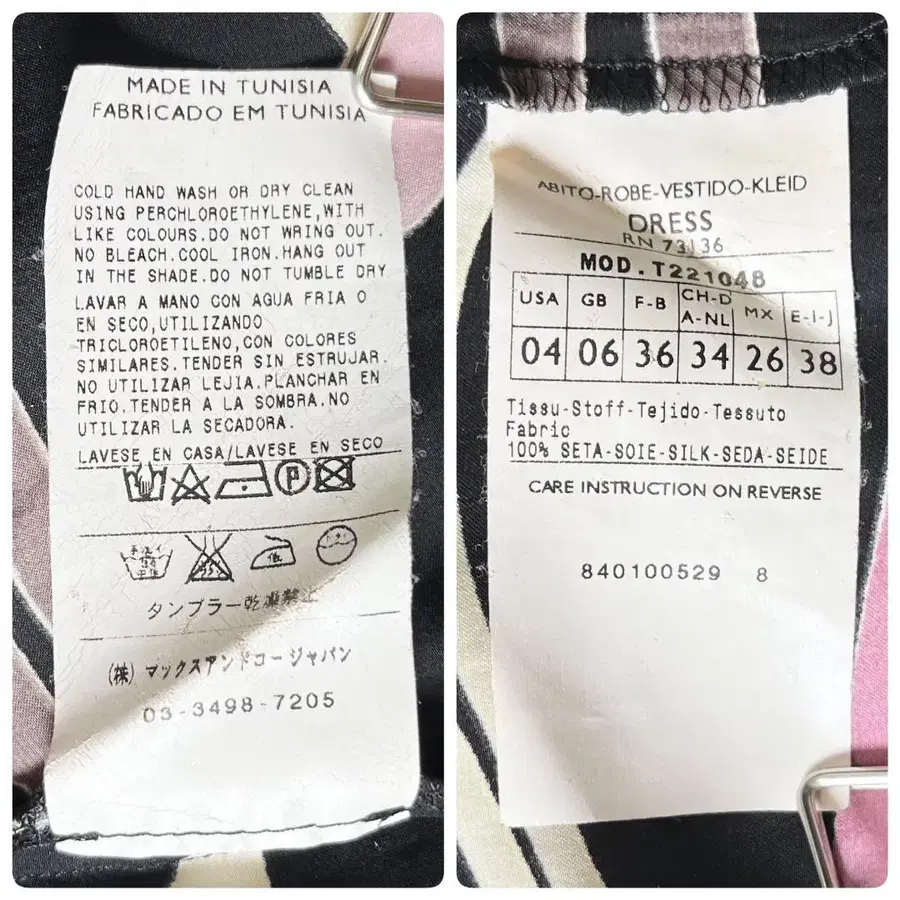 MADE IN TUNISIA
FABRICADO EM TUNISIA
COLD HAND WASH OR DRY CLEAN
USING PERCHLOROETHYLENE,WITH
LIKE COLOURS.DO NOT WRING OUT.
NO BLEACH.COOL IRON.HANG OUT
IN THE SHADE.DO NOT TUMBLE DRY
LAVAR A MANO CON AGUA FRIA O
EN SECO,UTILIZANDO
TRICLOROETILENO,CON COLORES
SIMILARES.TENDER SIN ESTRUJAR.
NO UTILIZAR LEJIA.PLANCHAR EN
FRIO.TENDER A LA SOMBRA.NO
UTILIZAR LA SECADORA.
LAVESE EN CASA/LAVESE EN SECO
P
低
タンブラー乾燥禁止
(株) マックスアンドコージャパン
03-3498-7205
ABITO-ROBE-VESTIDO-KLEID
DRESS
RN 73136
MOD.T221048
USA GB F-B CH-D A-NL MX E-I-J
04 06 36 34 26 38
Tissu-Stoff-Tejido-Tessuto
Fabric
100% SETA-SOIE-SILK-SEDA-SEIDE
CARE INSTRUCTION ON REVERSE
840100529 8